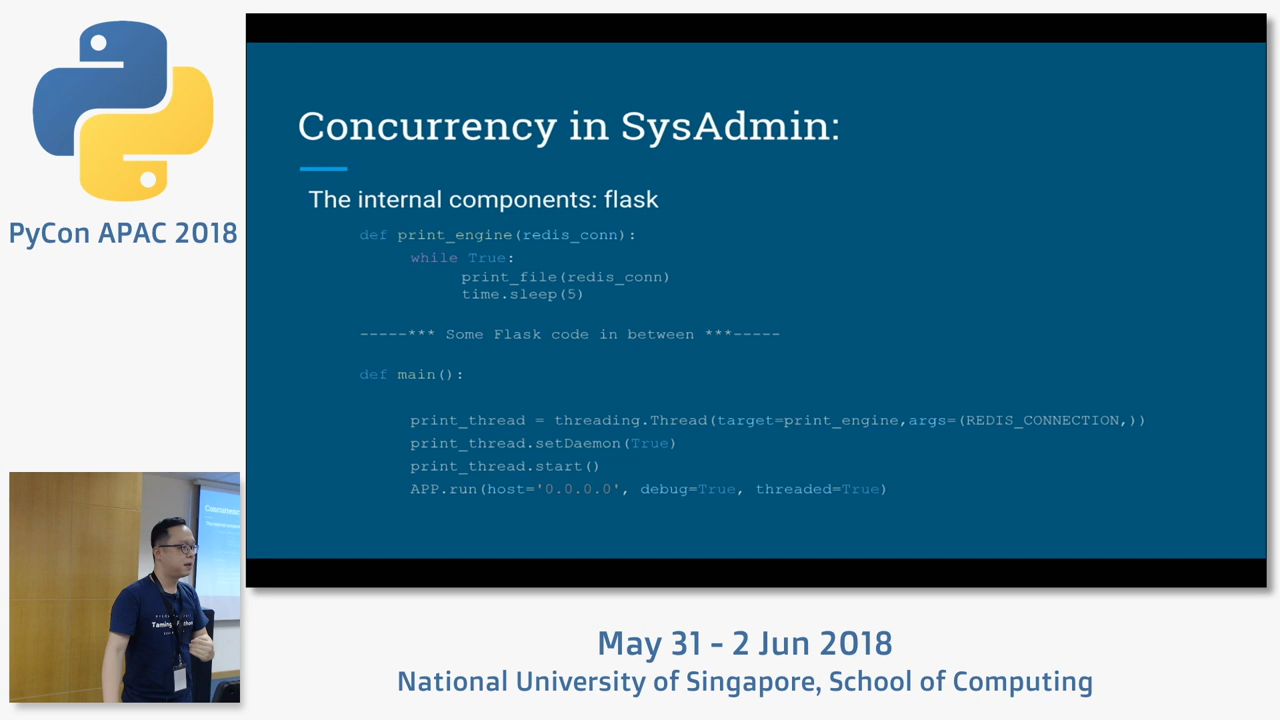 PyCon APAC 2018
Concurrency in SysAdmin:
The internal components: flask
def print_engine(redis_conn):
while True:
print_file(redis_conn)
time.sleep(5)
-----*** Some Flask code in between ***-----
def main():
print_thread = threading.Thread(target=print_engine,args=(REDIS_CONNECTION,))
print_thread.setDaemon(True)
print_thread.start()
APP.run(host='0.0.0.0', debug=True, threaded=True)
Concurrency
Taming
May 31 - 2 Jun 2018
National University of Singapore, School of Computing